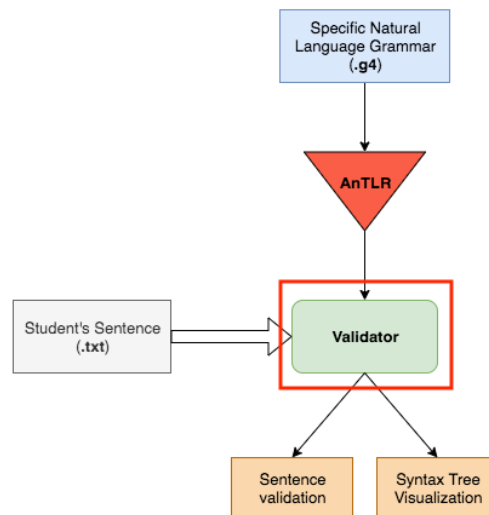 Specific Natural
Language Grammar
(.g4)
AnTLR
Student's Sentence
(.txt)
Validator
Sentence
validation
Syntax Tree
Visualization